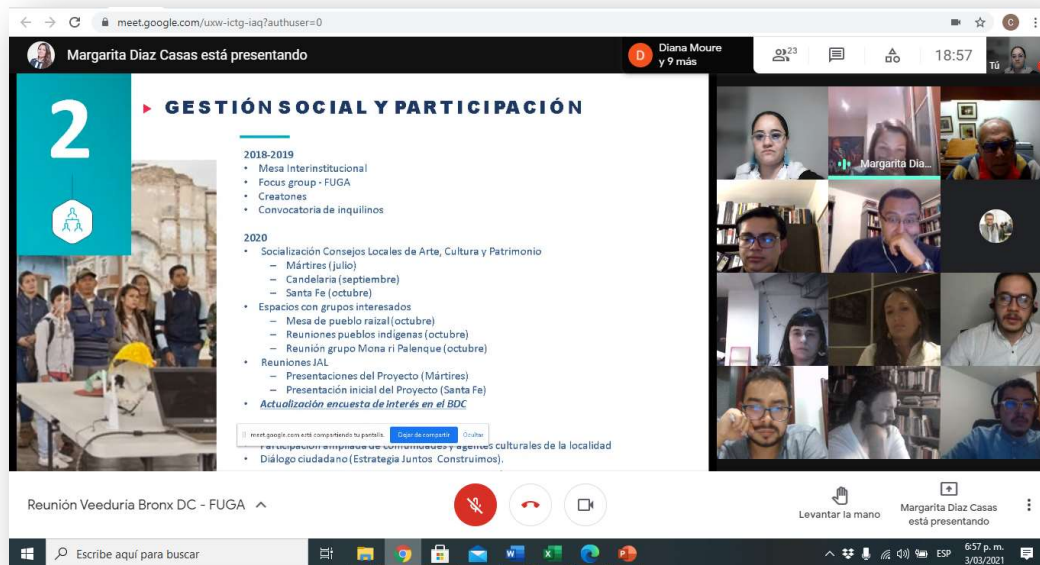 meet.google.com/uxw-ictg-iaq?authuser=0
C
Margarita Diaz Casas está presentando
D
Diana Moure
y 9 más
23
18:57
Tú
2
GESTIÓN SOCIAL Y PARTICIPACIÓN
2018-2019
• Mesa Interinstitucional
• Focus group - FUGA
• Creatones
• Convocatoria de inquilinos
2020
• Socialización Consejos Locales de Arte, Cultura y Patrimonio
– Mártires (julio)
– Candelaria (septiembre)
– Santa Fe (octubre)
• Espacios con grupos interesados
– Mesa de pueblo raizal (octubre)
– Reuniones pueblos indígenas (octubre)
– Reunión grupo Mona ri Palenque (octubre)
• Reuniones JAL
– Presentaciones del Proyecto (Mártires)
– Presentación inicial del Proyecto (Santa Fe)
• Actualización encuesta de interés en el BDC
meet.google.com está compartiendo tu pantalla. Dejar de compartir Ocultar
Participación ampliada de comunidades y agentes culturales de la localidad
• Diálogo ciudadano (Estrategia Juntos Construimos).
Margarita Dia...
Reunión Veeduría Bronx DC - FUGA
Levantar la mano
Margarita Diaz Casas
está presentando
Escribe aquí para buscar
ESP
6:57 p. m.
3/03/2021